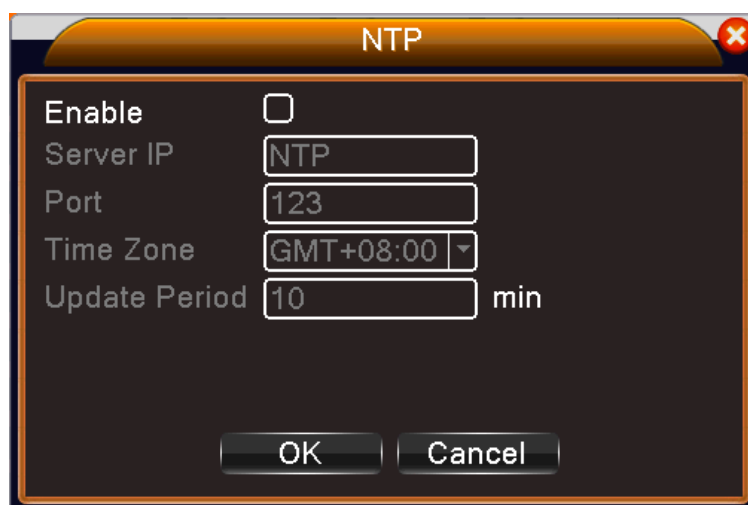 NTP
Enable
Server IP NTP
Port 123
Time Zone GMT+08:00
Update Period 10 min
OK Cancel